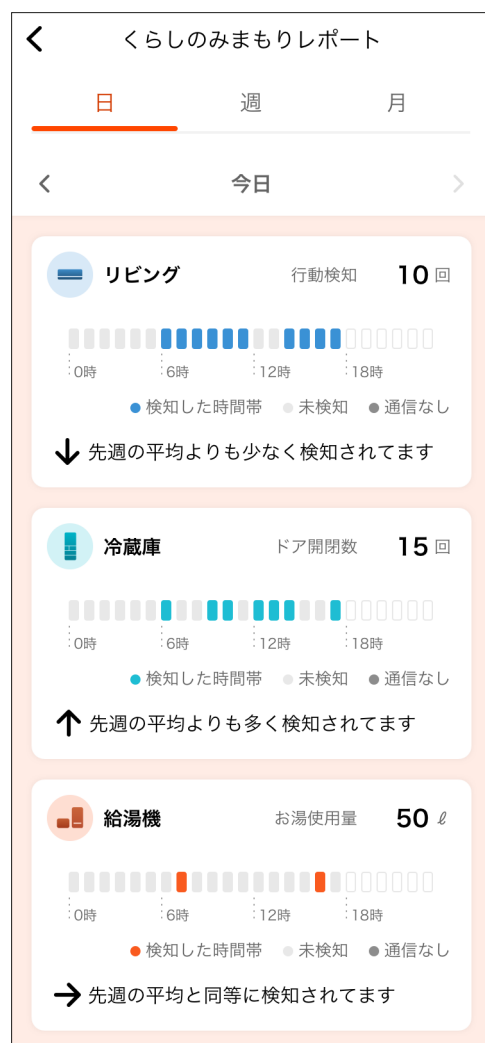 くらしのみまもりレポート
日 週 月
今日
リビング 行動検知 10 回
0時 6時 12時 18時
検知した時間帯 未検知 通信なし
先週の平均よりも少なく検知されてます
冷蔵庫 ドア開閉数 15 回
0時 6時 12時 18時
検知した時間帯 未検知 通信なし
先週の平均よりも多く検知されてます
給湯機 お湯使用量 50 ℓ
0時 6時 12時 18時
検知した時間帯 未検知 通信なし
先週の平均と同等に検知されてます